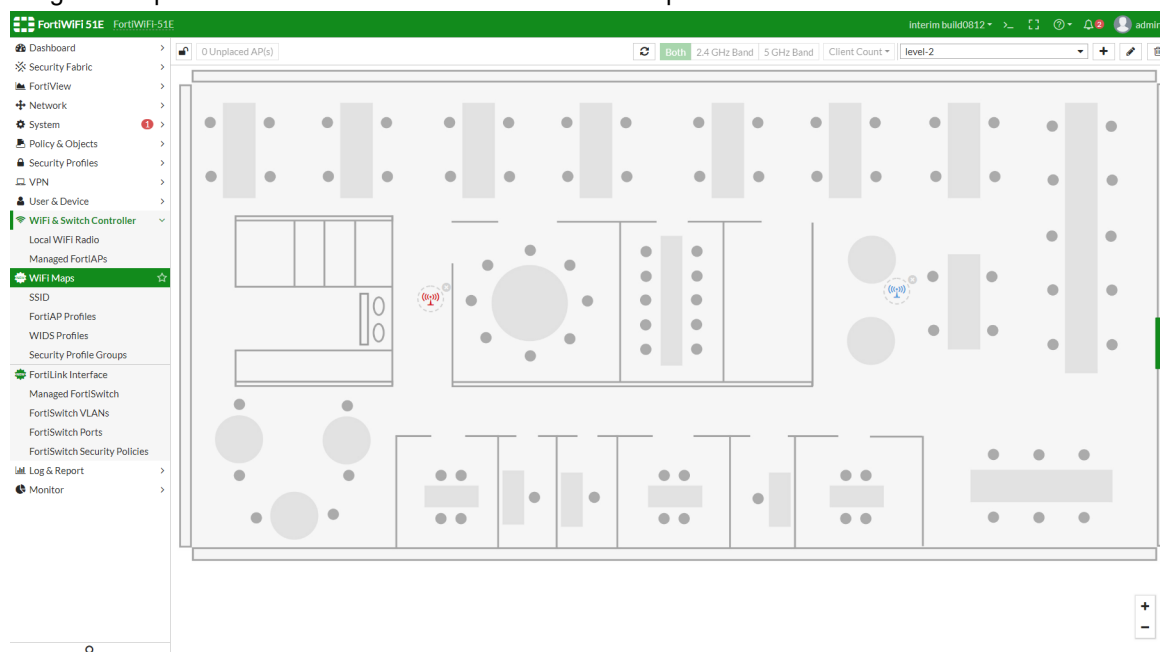 FortiWiFi 51E FortiWiFi-51E interim build0812 >_ 2 admin
Dashboard
0 Unplaced AP(s) Both 2.4 GHz Band 5 GHz Band Client Count level-2
Security Fabric
FortiView
Network
System 1
Policy & Objects
Security Profiles
VPN
User & Device
WiFi & Switch Controller
Local WiFi Radio
Managed FortiAPs
WiFi Maps
SSID
FortiAP Profiles
WIDS Profiles
Security Profile Groups
FortiLink Interface
Managed FortiSwitch
FortiSwitch VLANs
FortiSwitch Ports
FortiSwitch Security Policies
Log & Report
Monitor